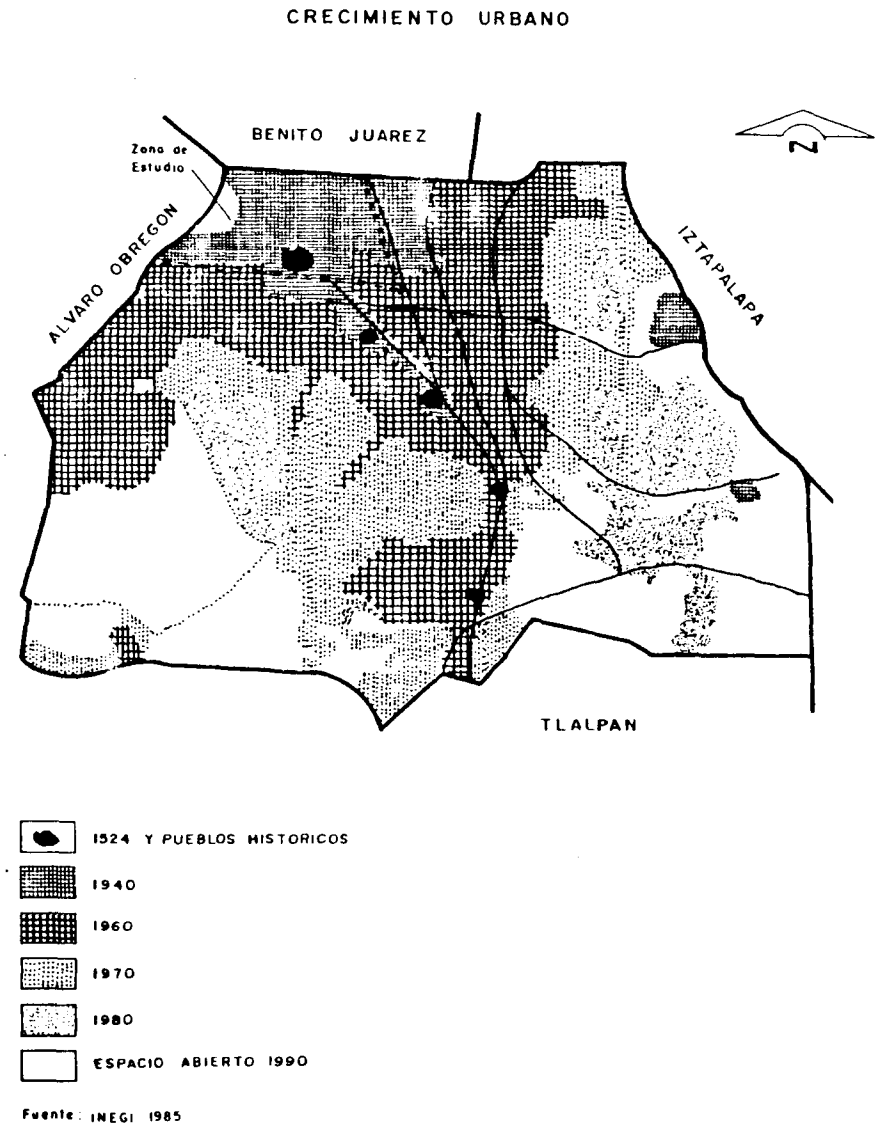 CRECIMIENTO URBANO
BENITO JUAREZ
Zona de
Estudio
ALVARO OBREGON
IZTAPALAPA
Z
TLALPAN
1524 Y PUEBLOS HISTORICOS
1940
1960
1970
1980
ESPACIO ABIERTO 1990
Fuente: INEGI 1985